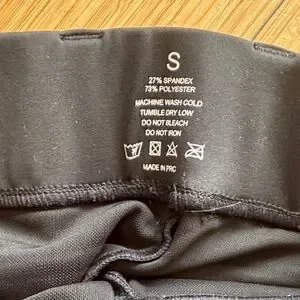 S
27% SPANDEX
73% POLYESTER
MACHINE WASH COLD
TUMBLE DRY LOW
DO NOT BLEACH
DO NOT IRON
MADE IN PRC